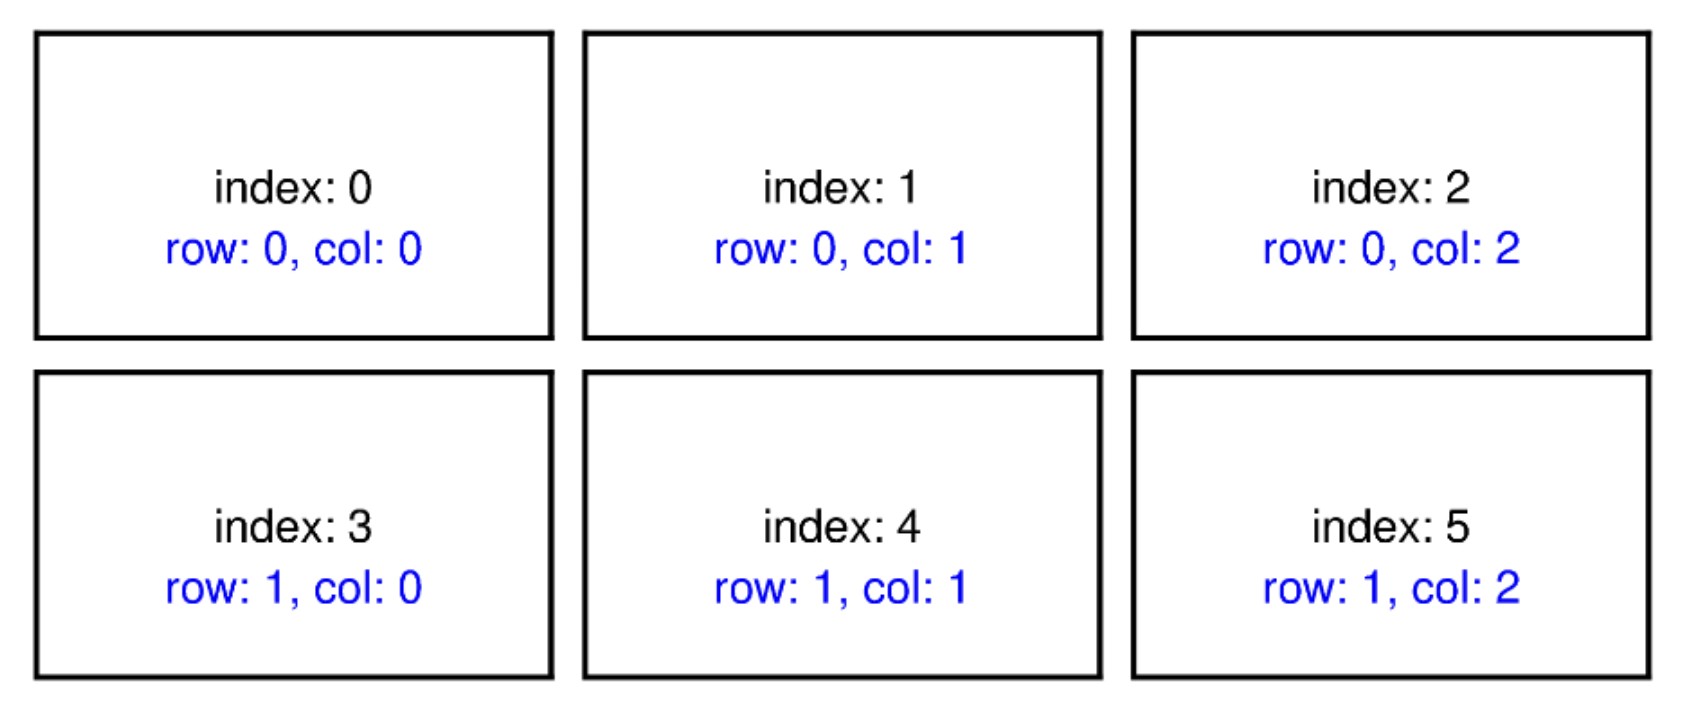 index: 0
row: 0, col: 0
index: 1
row: 0, col: 1
index: 2
row: 0, col: 2
index: 3
row: 1, col: 0
index: 4
row: 1, col: 1
index: 5
row: 1, col: 2